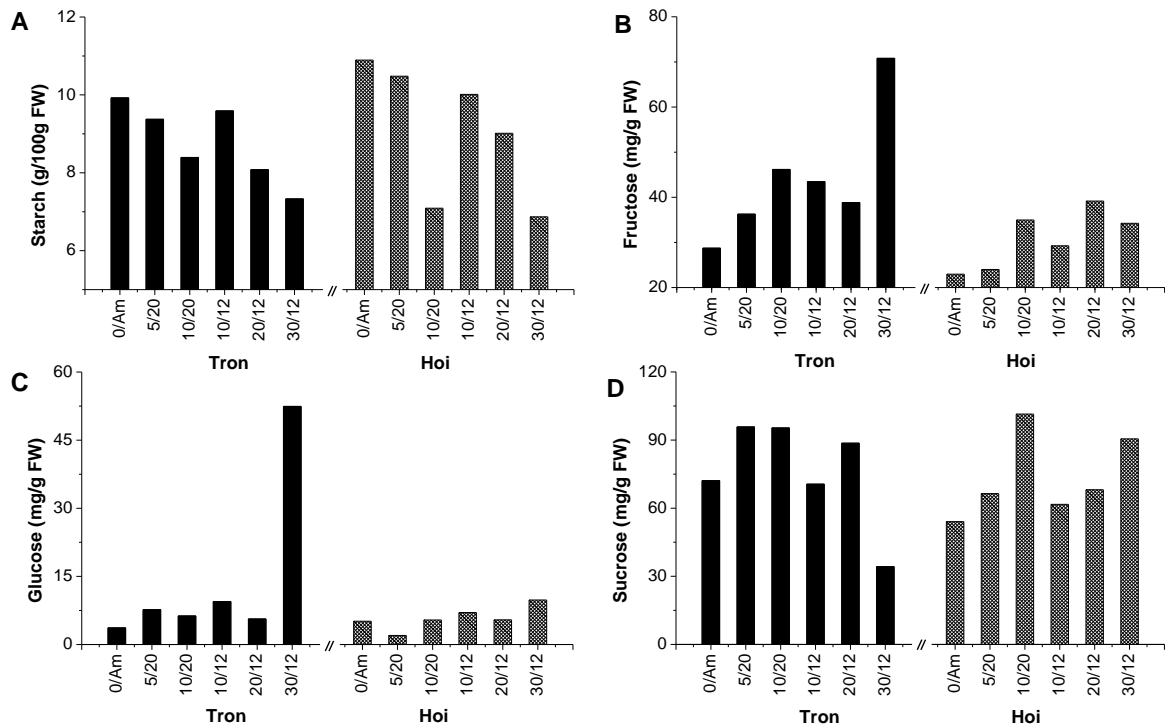 A
Starch (g/100g FW)
12
10
8
6
0/Am
5/20
10/20
10/12
20/12
30/12
//
0/Am
5/20
10/20
10/12
20/12
30/12
Tron
Hoi
B
Fructose (mg/g FW)
80
60
40
20
0/Am
5/20
10/20
10/12
20/12
30/12
//
0/Am
5/20
10/20
10/12
20/12
30/12
Tron
Hoi
C
Glucose (mg/g FW)
60
45
30
15
0
0/Am
5/20
10/20
10/12
20/12
30/12
//
0/Am
5/20
10/20
10/12
20/12
30/12
Tron
Hoi
D
Sucrose (mg/g FW)
120
90
60
30
0
0/Am
5/20
10/20
10/12
20/12
30/12
//
0/Am
5/20
10/20
10/12
20/12
30/12
Tron
Hoi